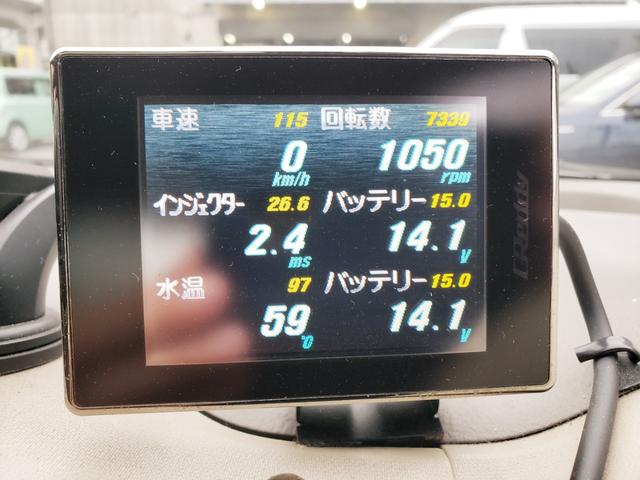 車速 115 回転数 7339
0 km/h 1050 rpm
インジェクター 26.6 バッテリー 15.0
2.4 ms 14.1 V
水温 97 バッテリー 15.0
59 ℃ 14.1 V
GReddy